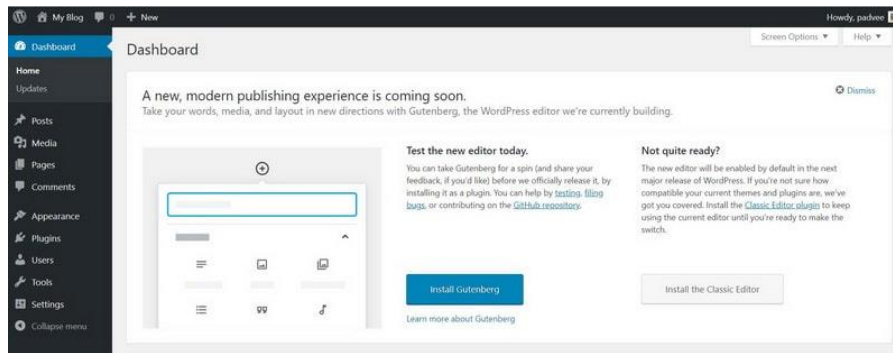 My Blog 0 + New Howdy, padvee
Screen Options ▼ Help ▼
Dashboard
Home
Updates
Posts
Media
Pages
Comments
Appearance
Plugins
Users
Tools
Settings
Collapse menu
Dashboard
A new, modern publishing experience is coming soon.
Dismiss
Take your words, media, and layout in new directions with Gutenberg, the WordPress editor we're currently building.
Test the new editor today.
You can take Gutenberg for a spin (and share your
feedback, if you'd like) before we officially release it, by
installing it as a plugin. You can help by testing, filing
bugs, or contributing on the GitHub repository.
Install Gutenberg
Learn more about Gutenberg
Not quite ready?
The new editor will be enabled by default in the next
major release of WordPress. If you're not sure how
compatible your current themes and plugins are, we've
got you covered. Install the Classic Editor plugin to keep
using the current editor until you're ready to make the
switch.
Install the Classic Editor